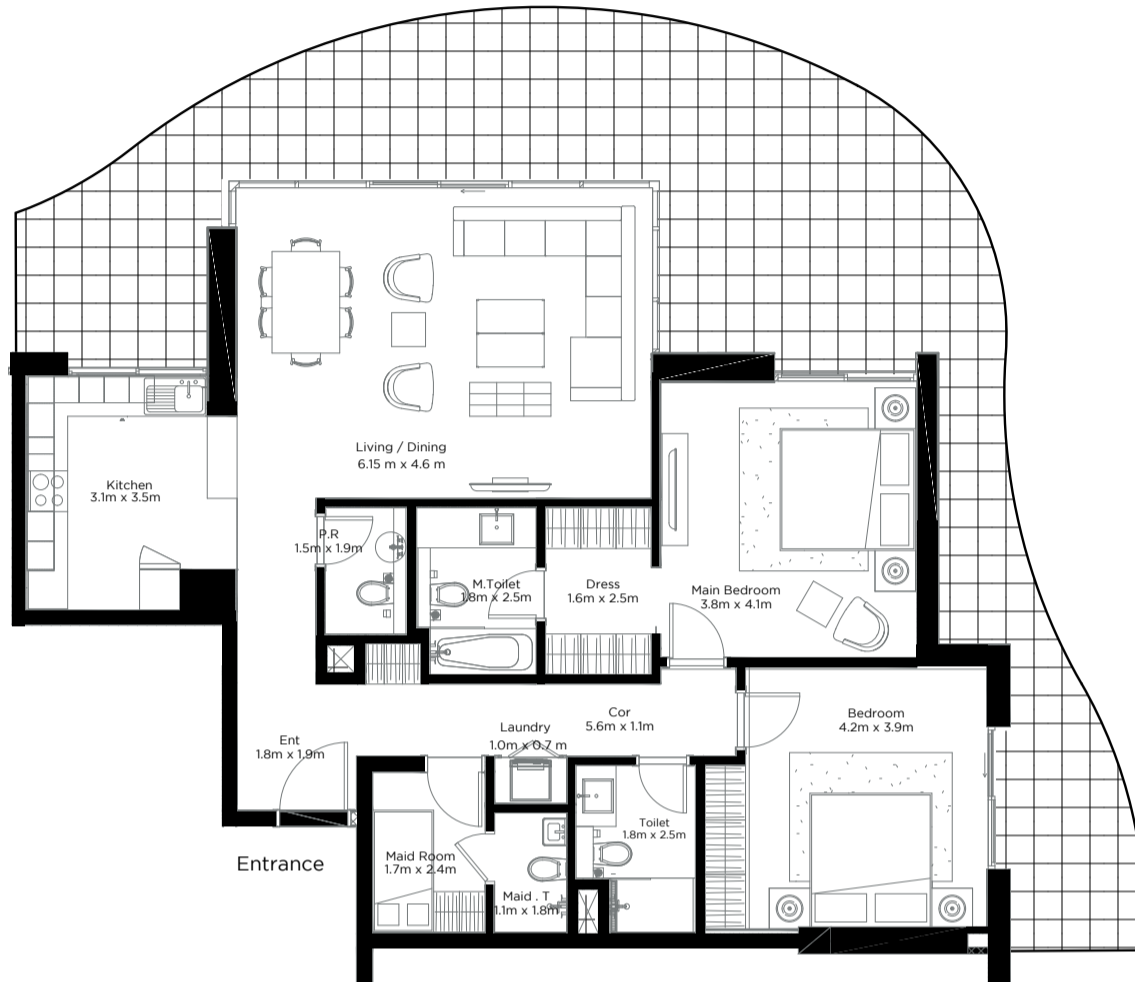 Living / Dining
6.15 m x 4.6 m
Kitchen
3.1m x 3.5m
P.R
1.5m x 1.9m
M.Toilet
1.8m x 2.5m
Dress
1.6m x 2.5m
Main Bedroom
3.8m x 4.1m
Ent
1.8m x 1.9m
Laundry
1.0m x 0.7 m
Cor
5.6m x 1.1m
Bedroom
4.2m x 3.9m
Entrance
Maid Room
1.7m x 2.4m
Maid . T
1.1m x 1.8m
Toilet
1.8m x 2.5m